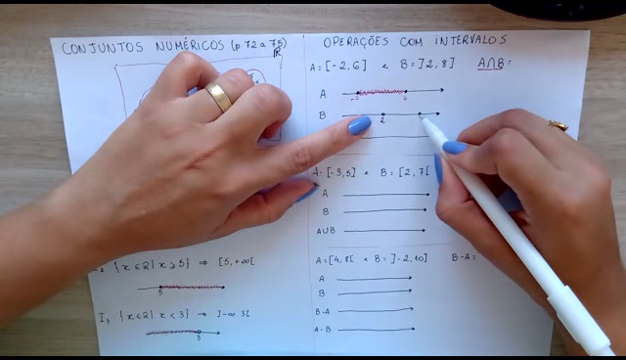 CONJUNTOS NUMÉRICOS (p 72 a 75)
R
I₂ {x ∈ R | x ≥ 5} ⇒ [5, +∞[
5
I₃ {x ∈ R | x < 3} ⇒ ]-∞ 3[
3
OPERAÇÕES COM INTERVALOS
A = [-2, 6] e B = ]2, 8] A∩B =
A
-2 6
B
2
A = [-3, 5] e B = [2, 7[
A
B
A∪B
A = [4, 8[ e B = ]-2, 10] B-A =
A
B
B-A
A-B